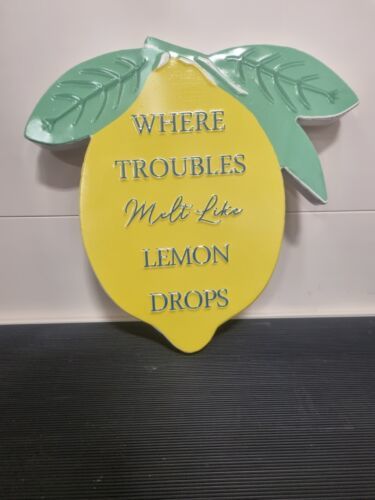 WHERE
TROUBLES
Melt Like
LEMON
DROPS